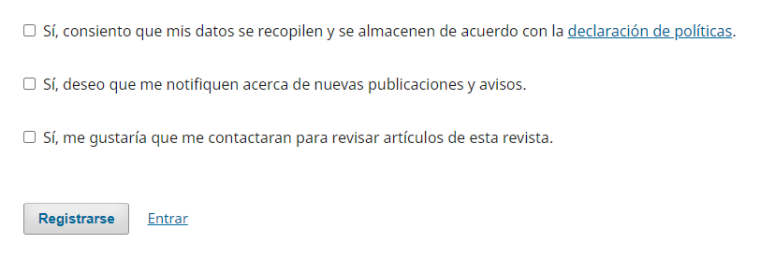 Sí, consiento que mis datos se recopilen y se almacenen de acuerdo con la declaración de políticas.
Sí, deseo que me notifiquen acerca de nuevas publicaciones y avisos.
Sí, me gustaría que me contactaran para revisar artículos de esta revista.
Registrarse Entrar